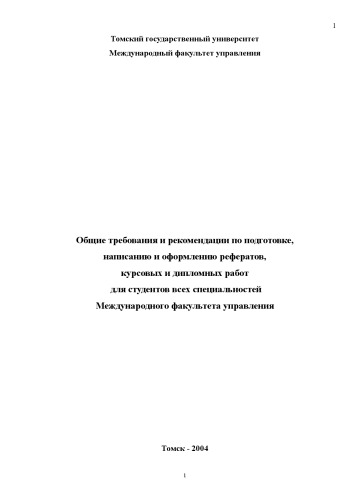 1
Томский государственный университет
Международный факультет управления
Общие требования и рекомендации по подготовке,
написанию и оформлению рефератов,
курсовых и дипломных работ
для студентов всех специальностей
Международного факультета управления
Томск - 2004
1